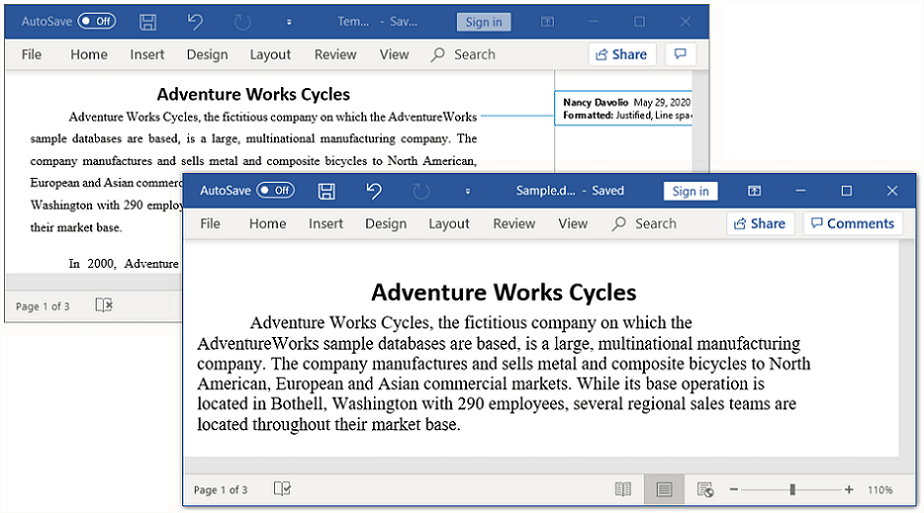 AutoSave Off Tem... - Sav... Sign in
File Home Insert Design Layout Review View Search Share
Adventure Works Cycles
Adventure Works Cycles, the fictitious company on which the AdventureWorks
sample databases are based, is a large, multinational manufacturing company. The
company manufactures and sells metal and composite bicycles to North American,
European and Asian commerc
Washington with 290 employ
their market base.
In 2000, Adventure
Nancy Davolio May 29, 2020
Formatted: Justified, Line spac
Page 1 of 3
AutoSave Off Sample.d... - Saved Sign in
File Home Insert Design Layout Review View Search Share Comments
Adventure Works Cycles
Adventure Works Cycles, the fictitious company on which the
AdventureWorks sample databases are based, is a large, multinational manufacturing
company. The company manufactures and sells metal and composite bicycles to North
American, European and Asian commercial markets. While its base operation is
located in Bothell, Washington with 290 employees, several regional sales teams are
located throughout their market base.
Page 1 of 3 110%